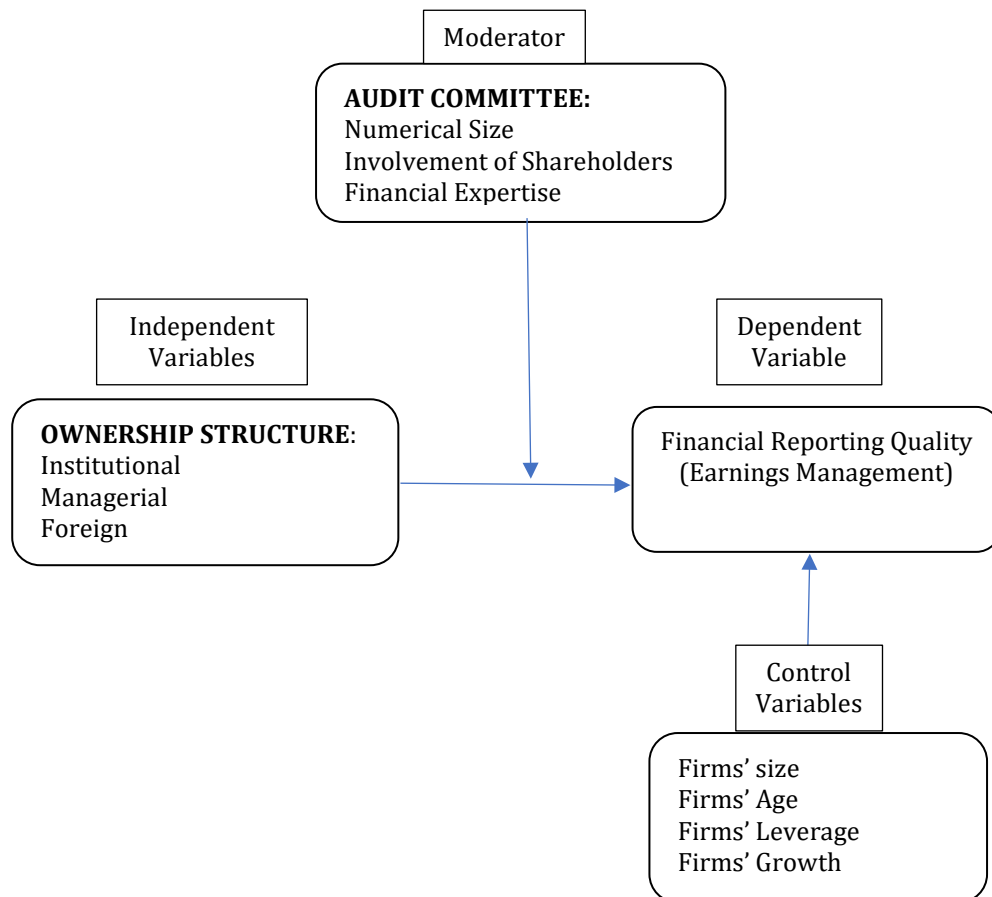 Moderator
AUDIT COMMITTEE:
Numerical Size
Involvement of Shareholders
Financial Expertise
Independent
Variables
OWNERSHIP STRUCTURE:
Institutional
Managerial
Foreign
Dependent
Variable
Financial Reporting Quality
(Earnings Management)
Control
Variables
Firms’ size
Firms’ Age
Firms’ Leverage
Firms’ Growth